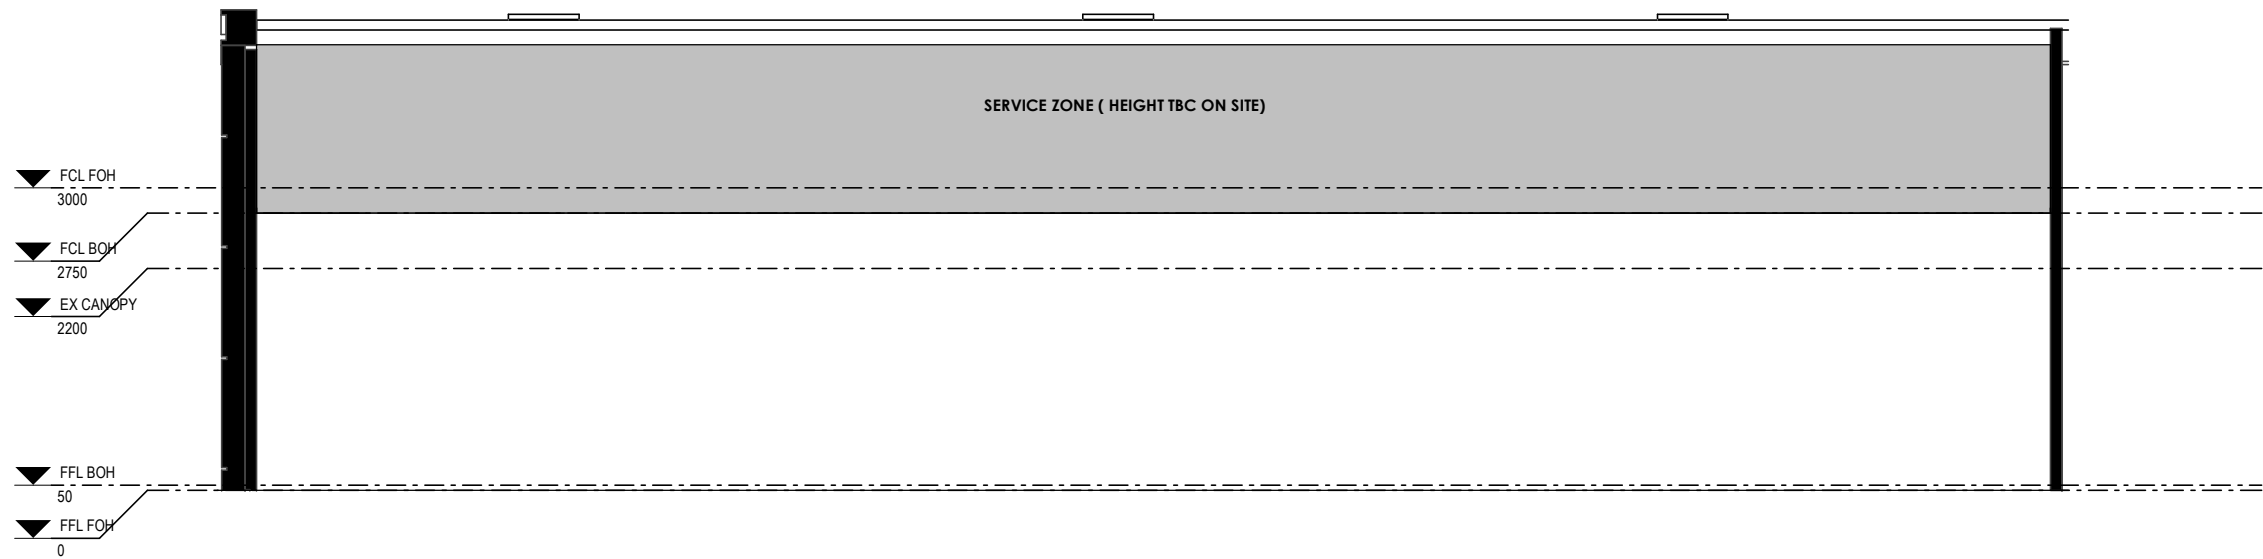 SERVICE ZONE ( HEIGHT TBC ON SITE)
FCL FOH
3000
FCL BOH
2750
EX CANOPY
2200
FFL BOH
50
FFL FOH
0